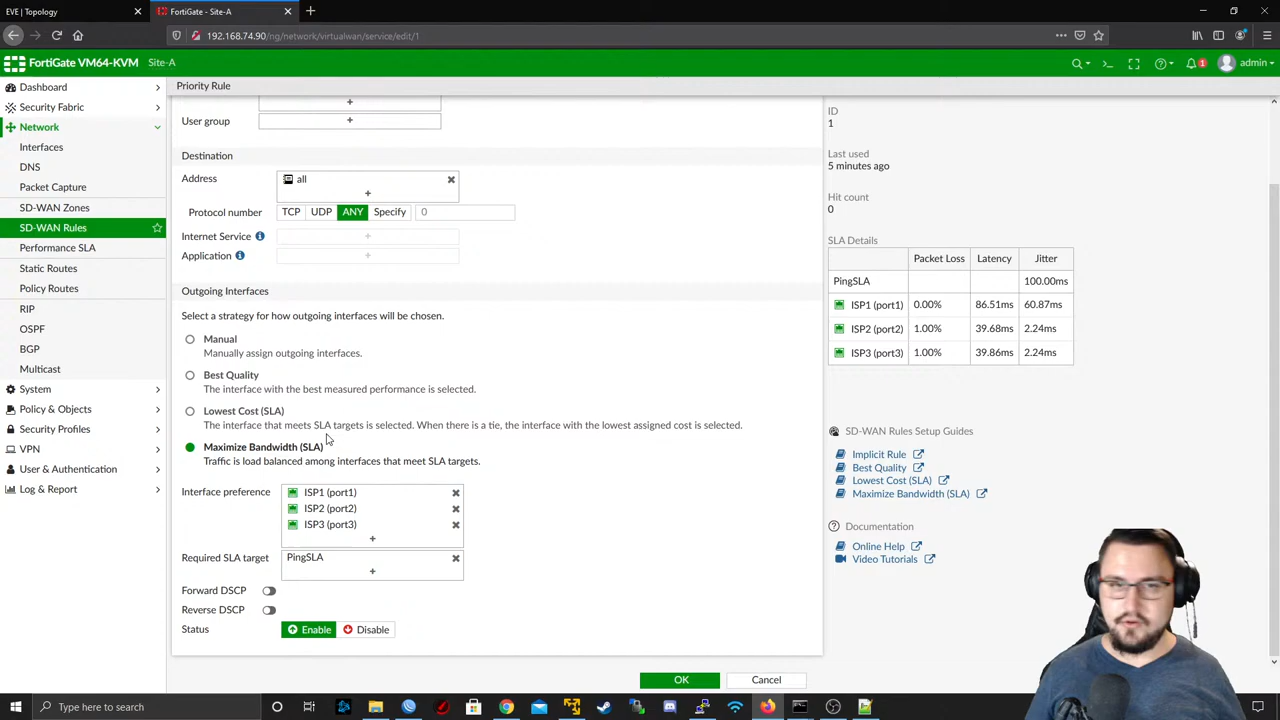 EVE | Topology
FortiGate - Site-A
192.168.74.90/ng/network/virtualwan/service/edit/1
FortiGate VM64-KVM
Site-A
1
admin
Dashboard
Security Fabric
Network
Interfaces
DNS
Packet Capture
SD-WAN Zones
SD-WAN Rules
Performance SLA
Static Routes
Policy Routes
RIP
OSPF
BGP
Multicast
System
Policy & Objects
Security Profiles
VPN
User & Authentication
Log & Report
Priority Rule
User group
Destination
Address
all
Protocol number TCP UDP ANY Specify 0
Internet Service
Application
Outgoing Interfaces
Select a strategy for how outgoing interfaces will be chosen.
Manual
Manually assign outgoing interfaces.
Best Quality
The interface with the best measured performance is selected.
Lowest Cost (SLA)
The interface that meets SLA targets is selected. When there is a tie, the interface with the lowest assigned cost is selected.
Maximize Bandwidth (SLA)
Traffic is load balanced among interfaces that meet SLA targets.
Interface preference
ISP1 (port1)
ISP2 (port2)
ISP3 (port3)
Required SLA target
PingSLA
Forward DSCP
Reverse DSCP
Status Enable Disable
OK Cancel
ID
1
Last used
5 minutes ago
Hit count
0
SLA Details
Packet Loss Latency Jitter
PingSLA 100.00ms
ISP1 (port1) 0.00% 86.51ms 60.87ms
ISP2 (port2) 1.00% 39.68ms 2.24ms
ISP3 (port3) 1.00% 39.86ms 2.24ms
SD-WAN Rules Setup Guides
Implicit Rule
Best Quality
Lowest Cost (SLA)
Maximize Bandwidth (SLA)
Documentation
Online Help
Video Tutorials
Type here to search